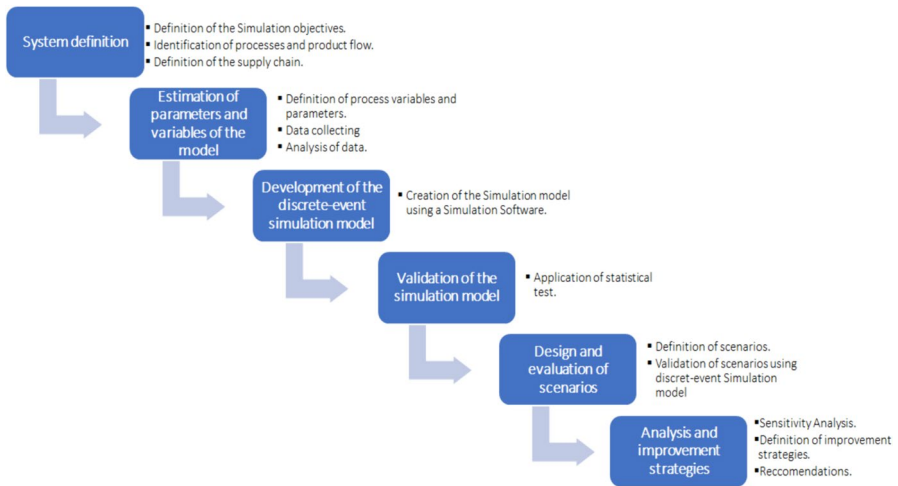 System definition
▪ Definition of the Simulation objectives.
▪ Identification of processes and product flow.
▪ Definition of the supply chain.
Estimation of
parameters and
variables of the
model
▪ Definition of process variables and
parameters.
▪ Data collecting
▪ Analysis of data.
Development of the
discrete-event
simulation model
▪ Creation of the Simulation model
using a Simulation Software.
Validation of the
simulation model
▪ Application of statistical
test.
Design and
evaluation of
scenarios
▪ Definition of scenarios.
▪ Validation of scenarios using
discret-event Simulation
model
Analysis and
improvement
strategies
▪Sensitivity Analysis.
▪Definition of improvement
strategies.
▪Reccomendations.